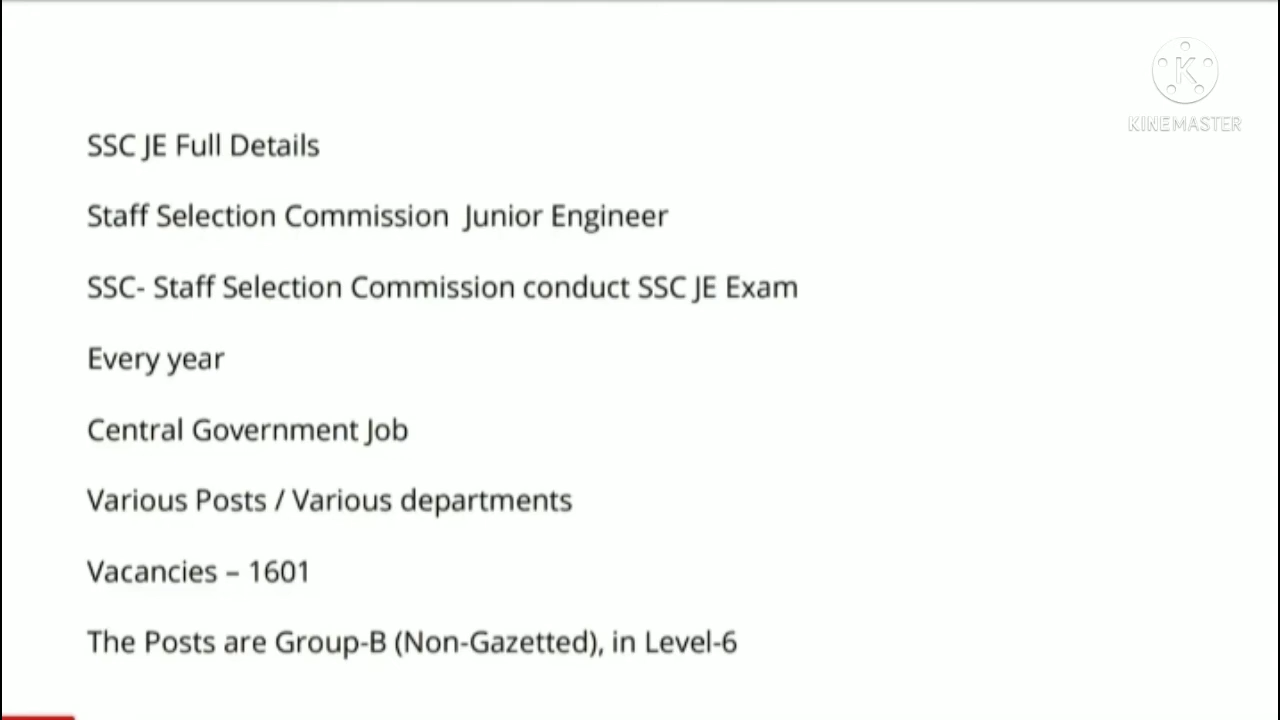 KINEMASTER
SSC JE Full Details
Staff Selection Commission  Junior Engineer
SSC- Staff Selection Commission conduct SSC JE Exam
Every year
Central Government Job
Various Posts / Various departments
Vacancies – 1601
The Posts are Group-B (Non-Gazetted), in Level-6